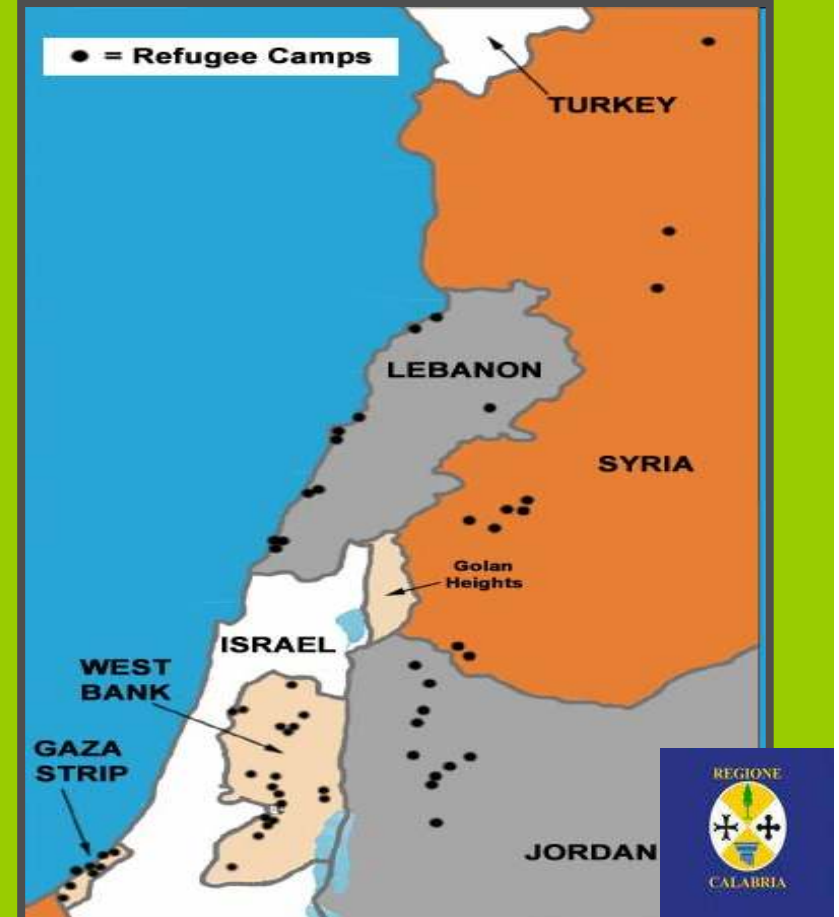 ● = Refugee Camps
TURKEY
LEBANON
SYRIA
Golan
Heights
ISRAEL
WEST
BANK
GAZA
STRIP
JORDAN
REGIONE
CALABRIA